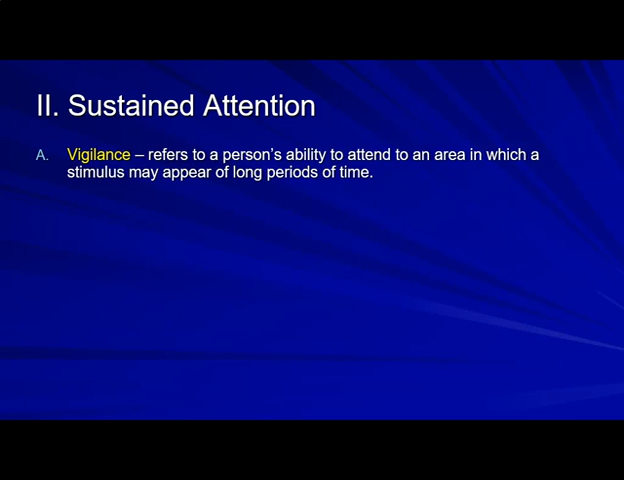 II. Sustained Attention
A. Vigilance – refers to a person's ability to attend to an area in which a
stimulus may appear of long periods of time.